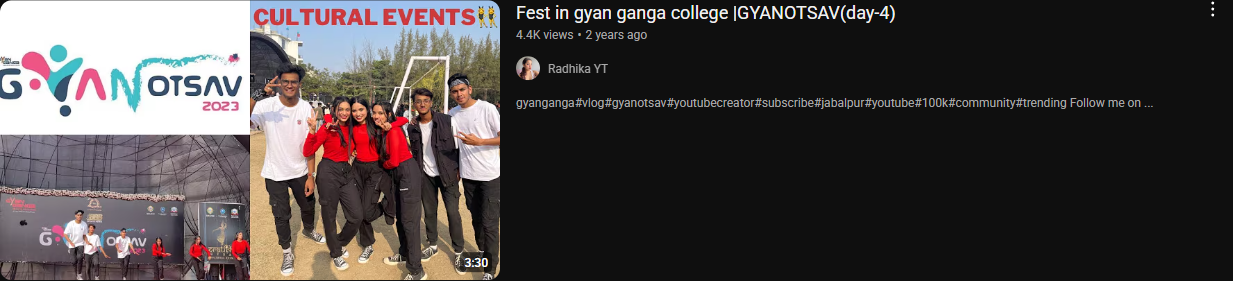 CULTURAL EVENTS
GYANOTSAV
2023
GYANOTSAV
2023
3:30
Fest in gyan ganga college |GYANOTSAV(day-4)
4.4K views • 2 years ago
Radhika YT
gyanganga#vlog#gyanotsav#youtubecreator#subscribe#jabalpur#youtube#100k#community#trending Follow me on ...